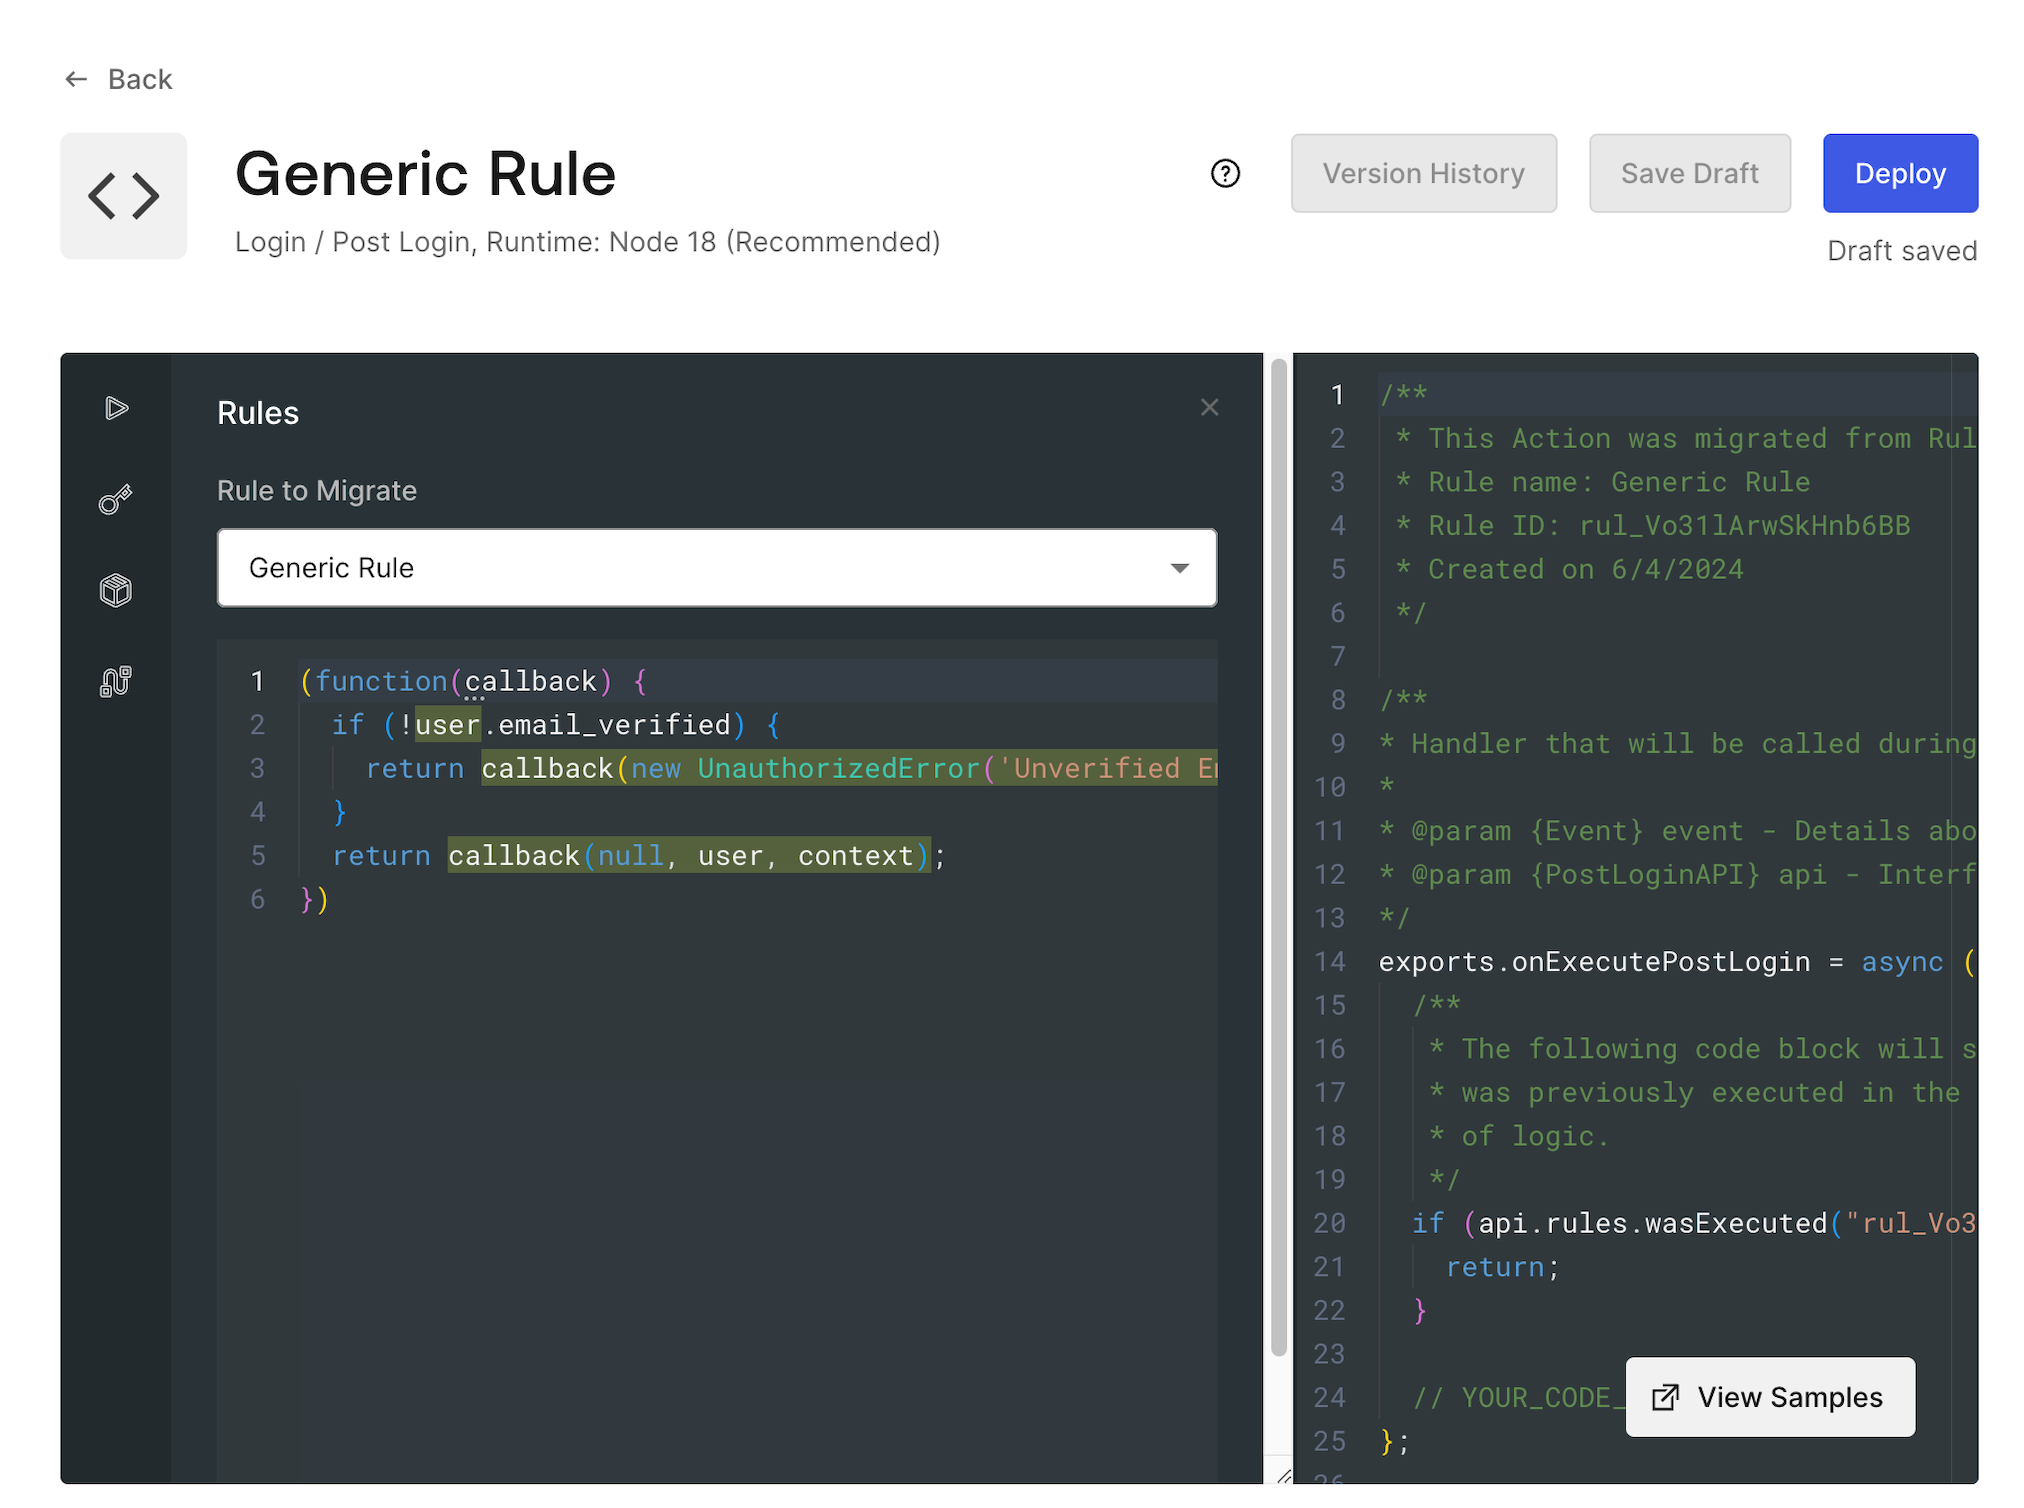 ← Back
<> Generic Rule
Login / Post Login, Runtime: Node 18 (Recommended)
Version History
Save Draft
Deploy
Draft saved
Rules
Rule to Migrate
Generic Rule
1 (function(callback) {
2 if (!user.email_verified) {
3 return callback(new UnauthorizedError('Unverified
4 }
5 return callback(null, user, context);
6 })
1 /**
2 * This Action was migrated from
3 * Rule name: Generic Rule
4 * Rule ID: rul_Vo31lArwSkHnb6BB
5 * Created on 6/4/2024
6 */
7
8 /**
9 * Handler that will be called during
10 *
11 * @param {Event} event - Details
12 * @param {PostLoginAPI} api -
13 */
14 exports.onExecutePostLogin = async (
15 /**
16 * The following code block will
17 * was previously executed in the
18 * of logic.
19 */
20 if (api.rules.wasExecuted("rul_Vo3
21 return;
22 }
23
24 // YOUR_CODE_
25 };
View Samples